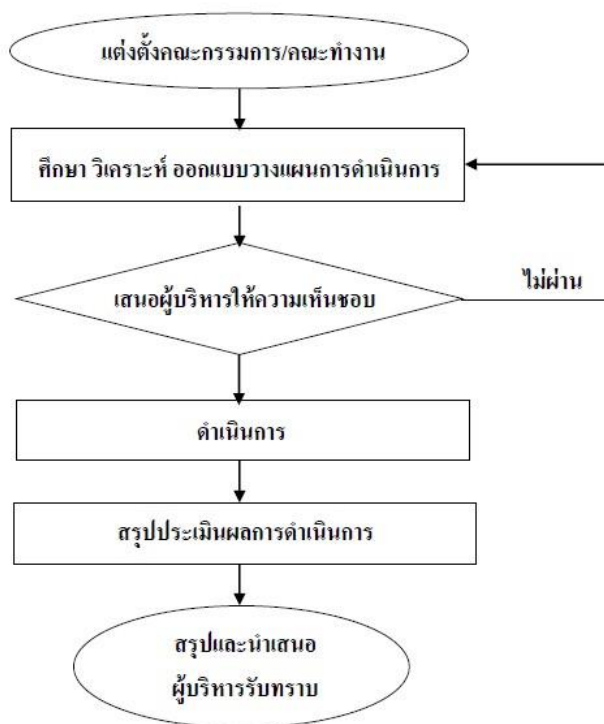 แต่งตั้งคณะกรรมการ/คณะทำงาน
ศึกษา วิเคราะห์ ออกแบบวางแผนการดำเนินการ
เสนอผู้บริหารให้ความเห็นชอบ
ไม่ผ่าน
ดำเนินการ
สรุปประเมินผลการดำเนินการ
สรุปและนำเสนอ
ผู้บริหารรับทราบ